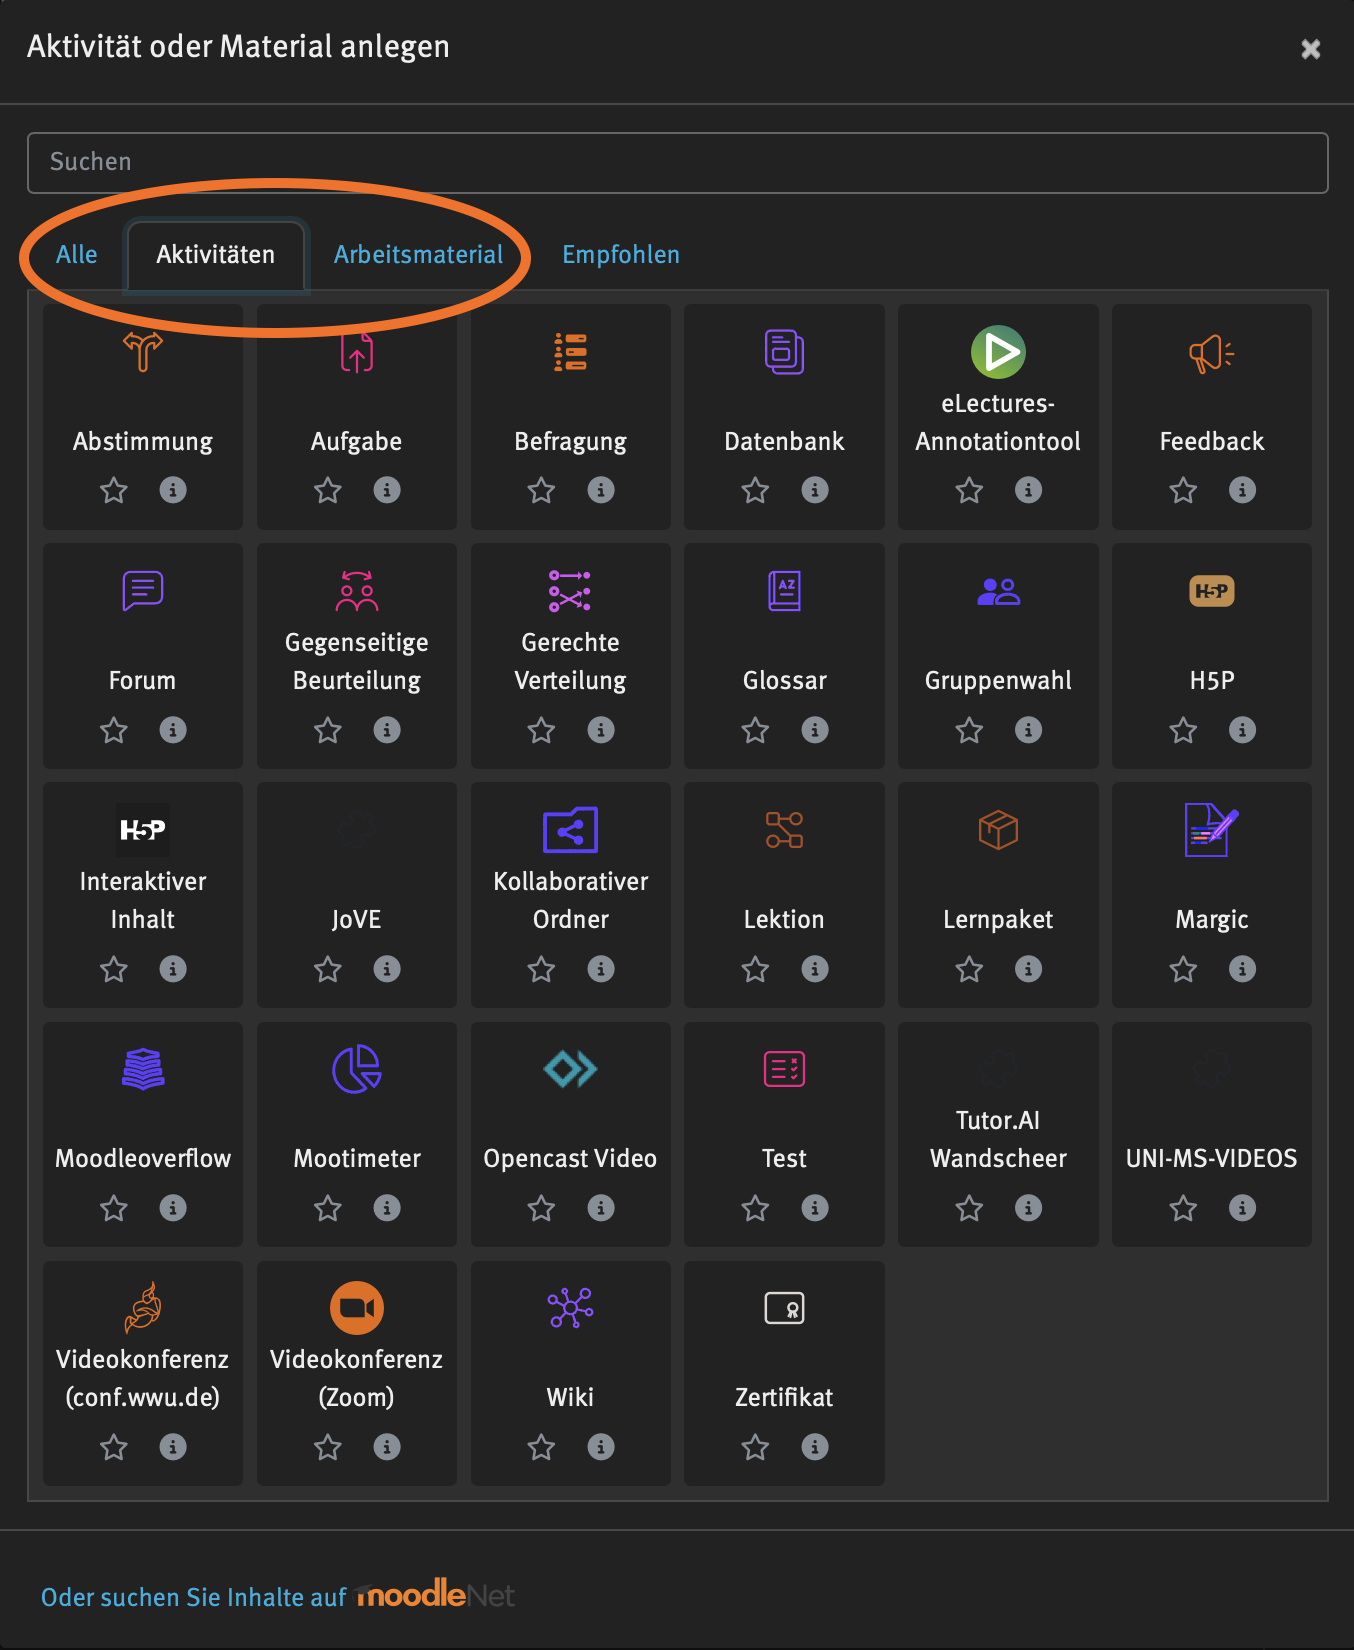 Aktivität oder Material anlegen
Suchen
Alle
Aktivitäten
Arbeitsmaterial
Empfohlen
Abstimmung
Aufgabe
Befragung
Datenbank
eLectures-
Annotationtool
Feedback
Forum
Gegenseitige
Beurteilung
Gerechte
Verteilung
AZ
Glossar
Gruppenwahl
H5P
H5P
H5P
Interaktiver
Inhalt
JoVE
Kollaborativer
Ordner
Lektion
Lernpaket
Margic
Moodleoverflow
Mootimeter
Opencast Video
Test
Tutor.AI
Wandscheer
UNI-MS-VIDEOS
Videokonferenz
(conf.wwu.de)
Videokonferenz
(Zoom)
Wiki
Zertifikat
Oder suchen Sie Inhalte auf moodleNet